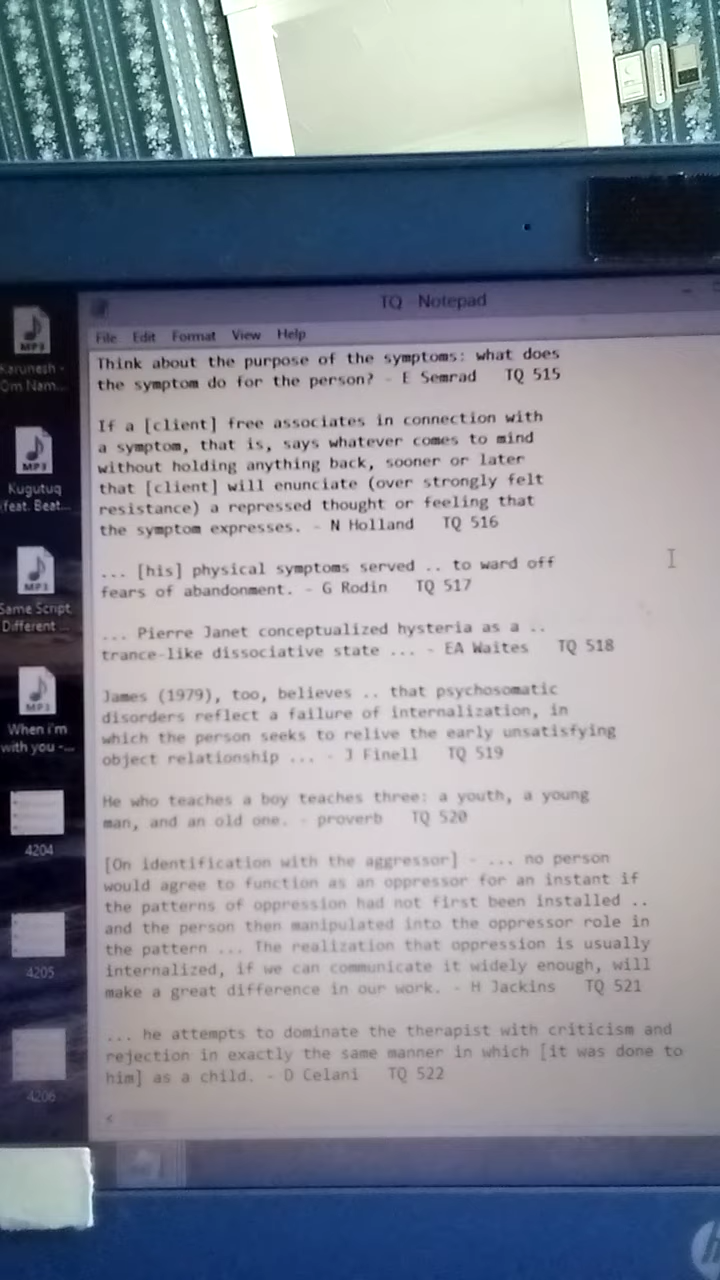 TQ - Notepad
File Edit Format View Help
Think about the purpose of the symptoms: what does
the symptom do for the person? - E Semrad TQ 515
If a [client] free associates in connection with
a symptom, that is, says whatever comes to mind
without holding anything back, sooner or later
that [client] will enunciate (over strongly felt
resistance) a repressed thought or feeling that
the symptom expresses. - N Holland TQ 516
... [his] physical symptoms served .. to ward off
fears of abandonment. - G Rodin TQ 517
... Pierre Janet conceptualized hysteria as a ..
trance-like dissociative state ... - EA Waites TQ 518
James (1979), too, believes .. that psychosomatic
disorders reflect a failure of internalization, in
which the person seeks to relive the early unsatisfying
object relationship ... - J Finell TQ 519
He who teaches a boy teaches three: a youth, a young
man, and an old one. - proverb TQ 520
[On identification with the aggressor] - ... no person
would agree to function as an oppressor for an instant if
the patterns of oppression had not first been installed ..
and the person then manipulated into the oppressor role in
the pattern ... The realization that oppression is usually
internalized, if we can communicate it widely enough, will
make a great difference in our work. - H Jackins TQ 521
... he attempts to dominate the therapist with criticism and
rejection in exactly the same manner in which [it was done to
him] as a child. - D Celani TQ 522
MP3
Karunesh -
Om Nam...
MP3
Kugutuq
(feat. Beat...
MP3
Same Script,
Different ...
MP3
When i'm
with you -...
4204
4205
4206
hp